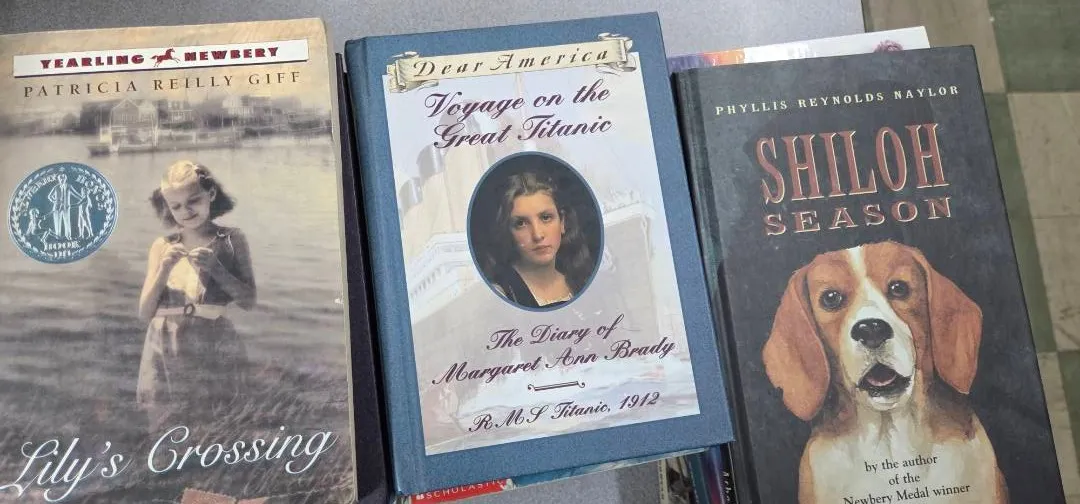 YEARLING NEWBERY
PATRICIA REILLY GIFF
Lily's Crossing
Dear America
Voyage on the
Great Titanic
The Diary of
Margaret Ann Brady
RMS Titanic, 1912
SCHOLASTIC
PHYLLIS REYNOLDS NAYLOR
SHILOH
SEASON
by the author
of the
Newbery Medal winner